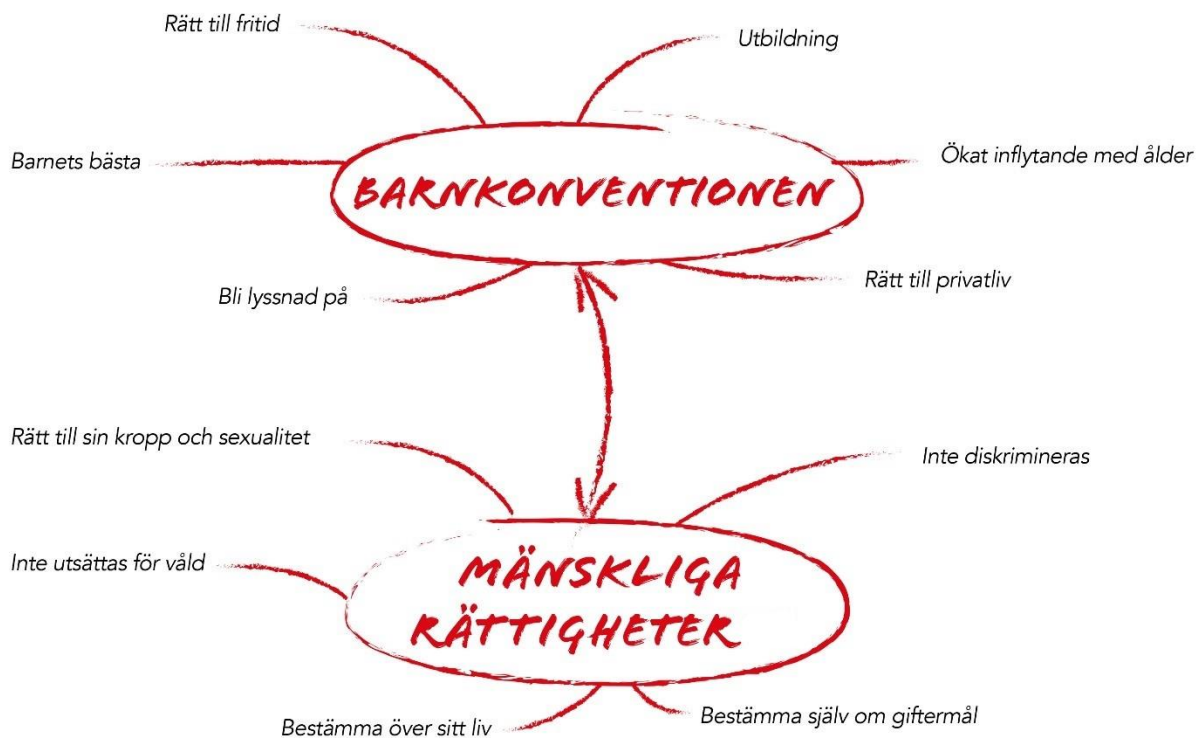 Rätt till fritid
Utbildning
Barnets bästa
Ökat inflytande med ålder
BARNKONVENTIONEN
Bli lyssnad på
Rätt till privatliv
Rätt till sin kropp och sexualitet
Inte diskrimineras
Inte utsättas för våld
MÄNSKLIGA
RÄTTIGHETER
Bestämma över sitt liv
Bestämma själv om giftermål